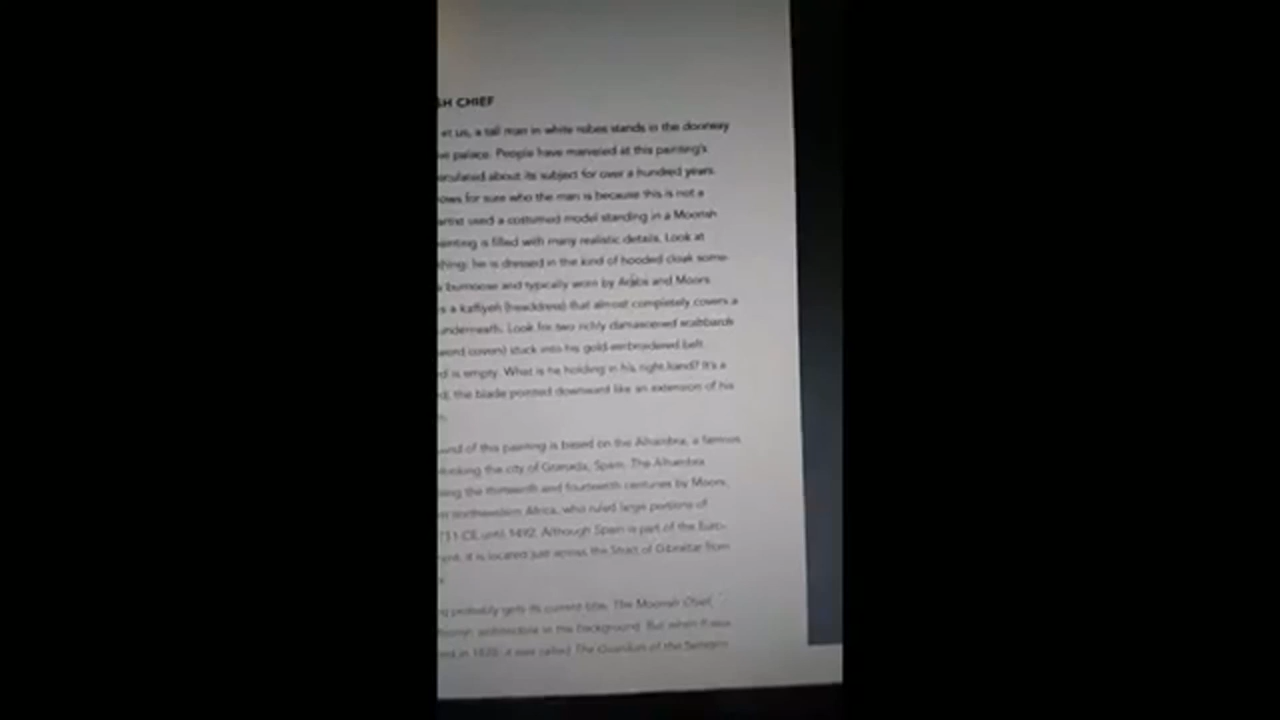 SH CHIEF
at us, a tall man in white robes stands in the doorway
palace. People have marveled at this painting's
about its subject for over a hundred years.
ows for sure who the man is because this is not a
artist used a costumed model standing in a Moorish
ainting is filled with many realistic details. Look at
thing: he is dressed in the kind of hooded cloak some-
a burnoose and typically worn by Arabs and Moors.
s a kaffiyeh (headdress) that almost completely covers a
underneath. Look for two richly damascened scabbards
word covers) stuck into his gold-embroidered belt.
d is empty. What is he holding in his right hand? It's a
d, the blade pointed downward like an extension of his
und of this painting is based on the Alhambra, a famous
looking the city of Granada, Spain. The Alhambra
ring the thirteenth and fourteenth centuries by Moors,
m northwestern Africa, who ruled large portions of
711 CE until 1492. Although Spain is part of the Euro-
nent, it is located just across the Strait of Gibraltar from
ng probably gets its current title, The Moorish Chief,
architecture in the background. But when it was
ed in 1878, it was called The Guardian of the Seraglio